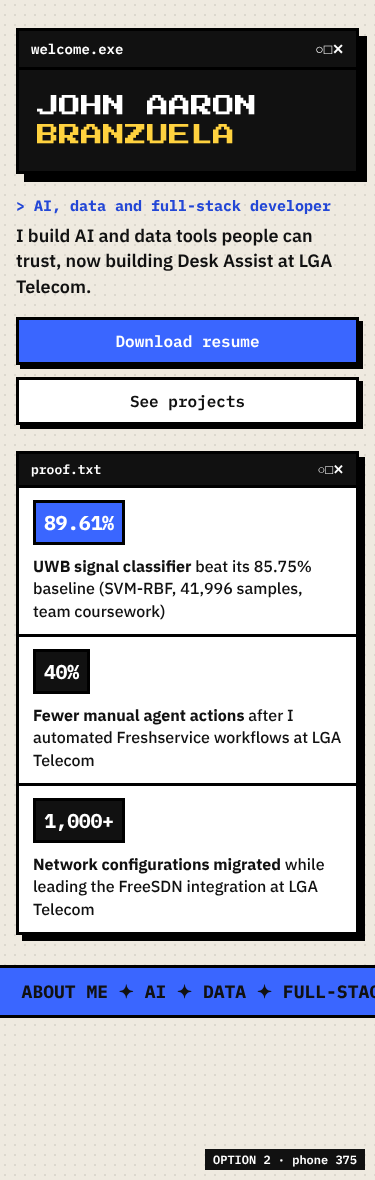 welcome.exe ○□✕
JOHN AARON
BRANZUELA
> AI, data and full-stack developer
I build AI and data tools people can
trust, now building Desk Assist at LGA
Telecom.
Download resume
See projects
proof.txt ○□✕
89.61%
UWB signal classifier beat its 85.75%
baseline (SVM-RBF, 41,996 samples,
team coursework)
40%
Fewer manual agent actions after I
automated Freshservice workflows at LGA
Telecom
1,000+
Network configurations migrated while
leading the FreeSDN integration at LGA
Telecom
ABOUT ME ✦ AI ✦ DATA ✦ FULL-STAC
OPTION 2 · phone 375